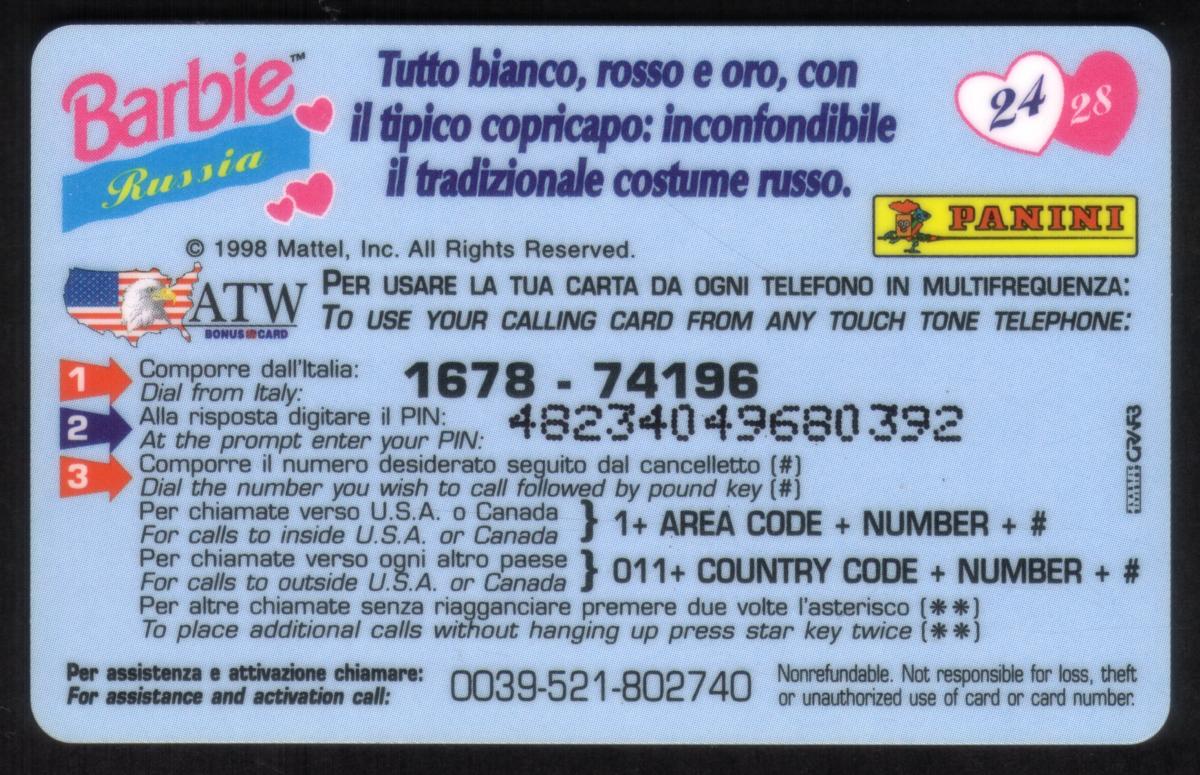 Barbie™
Russia
Tutto bianco, rosso e oro, con
il tipico copricapo: inconfondibile
il tradizionale costume russo.
24 28
PANINI
© 1998 Mattel, Inc. All Rights Reserved.
ATW
BONUS CARD
PER USARE LA TUA CARTA DA OGNI TELEFONO IN MULTIFREQUENZA:
TO USE YOUR CALLING CARD FROM ANY TOUCH TONE TELEPHONE:
1 Comporre dall'Italia: 1678 - 74196
Dial from Italy:
2 Alla risposta digitare il PIN: 48234049680392
At the prompt enter your PIN:
3 Comporre il numero desiderato seguito dal cancelletto (#)
Dial the number you wish to call followed by pound key (#)
Per chiamate verso U.S.A. o Canada } 1+ AREA CODE + NUMBER + #
For calls to inside U.S.A. or Canada
Per chiamate verso ogni altro paese } 011+ COUNTRY CODE + NUMBER + #
For calls to outside U.S.A. or Canada
Per altre chiamate senza riagganciare premere due volte l'asterisco (**)
To place additional calls without hanging up press star key twice (**)
Per assistenza e attivazione chiamare: 0039-521-802740
For assistance and activation call:
Nonrefundable. Not responsible for loss, theft
or unauthorized use of card or card number.